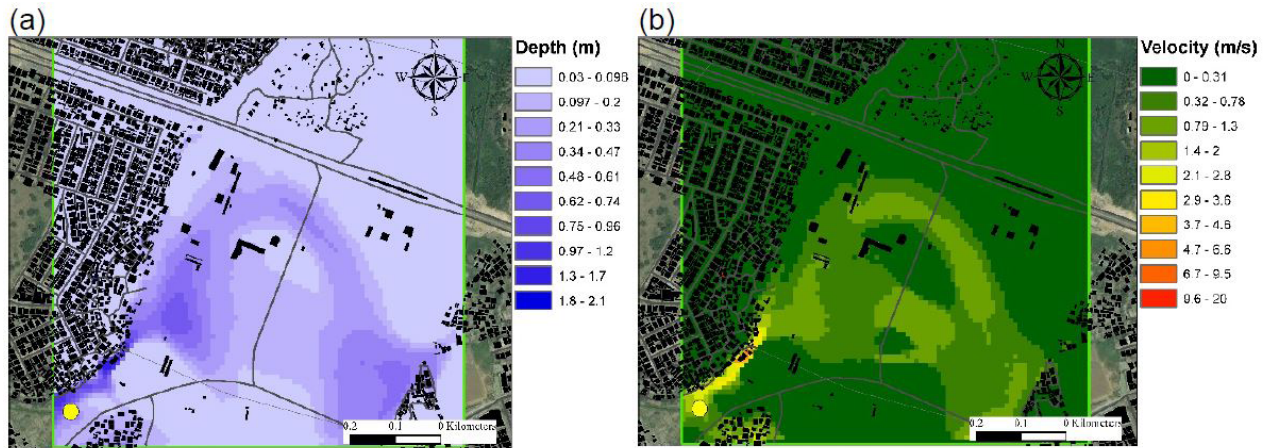 (a)
N
W
E
S
0.2
0.1
0 Kilometers
Depth (m)
0.03 - 0.096
0.097 - 0.2
0.21 - 0.33
0.34 - 0.47
0.48 - 0.61
0.62 - 0.74
0.75 - 0.96
0.97 - 1.2
1.3 - 1.7
1.8 - 2.1
(b)
N
W
E
S
0.2
0.1
0 Kilometers
Velocity (m/s)
0 - 0.31
0.32 - 0.78
0.79 - 1.3
1.4 - 2
2.1 - 2.8
2.9 - 3.6
3.7 - 4.6
4.7 - 6.6
6.7 - 9.5
9.6 - 20